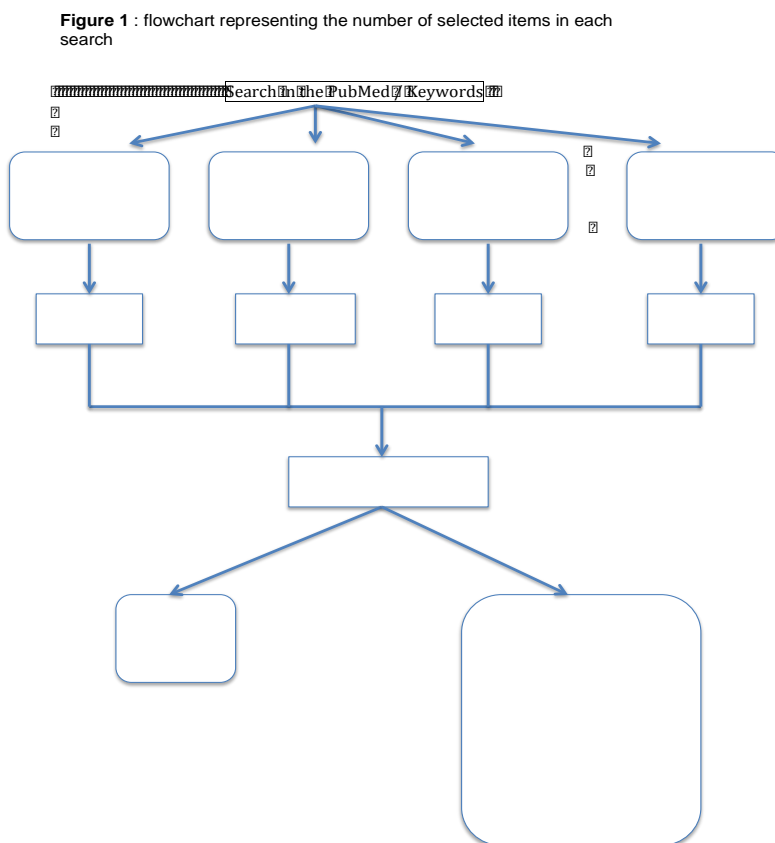 Figure 1 : flowchart representing the number of selected items in each
search
Search in the PubMed / Keywords